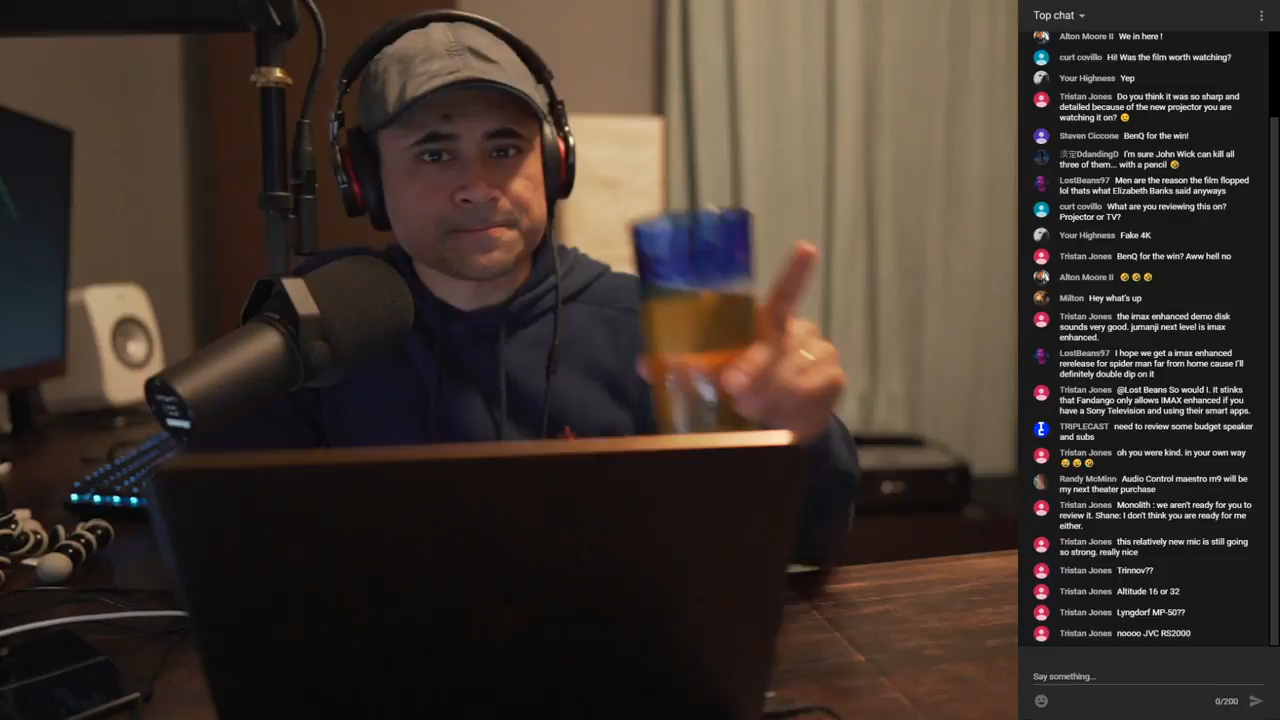 Top chat
Alton Moore II We in here !
curt covillo Hi! Was the film worth watching?
Your Highness Yep
Tristan Jones Do you think it was so sharp and
detailed because of the new projector you are
watching it on? 😉
Steven Ciccone BenQ for the win!
淡定DdandingD I'm sure John Wick can kill all
three of them... with a pencil 🤣
LostBeans97 Men are the reason the film flopped
lol thats what Elizabeth Banks said anyways
curt covillo What are you reviewing this on?
Projector or TV?
Your Highness Fake 4K
Tristan Jones BenQ for the win? Aww hell no
Alton Moore II 🤣🤣🤣
Milton Hey what's up
Tristan Jones the imax enhanced demo disk
sounds very good. jumanji next level is imax
enhanced.
LostBeans97 I hope we get a imax enhanced
rerelease for spider man far from home cause I'll
definitely double dip on it
Tristan Jones @Lost Beans So would I. It stinks
that Fandango only allows IMAX enhanced if you
have a Sony Television and using their smart apps.
TRIPLECAST need to review some budget speaker
and subs
Tristan Jones oh you were kind. in your own way
😅😅🤣
Randy McMinn Audio Control maestro m9 will be
my next theater purchase
Tristan Jones Monolith : we aren't ready for you to
review it. Shane: I don't think you are ready for me
either.
Tristan Jones this relatively new mic is still going
so strong. really nice
Tristan Jones Trinnov??
Tristan Jones Altitude 16 or 32
Tristan Jones Lyngdorf MP-50??
Tristan Jones noooo JVC RS2000
Say something...
0/200